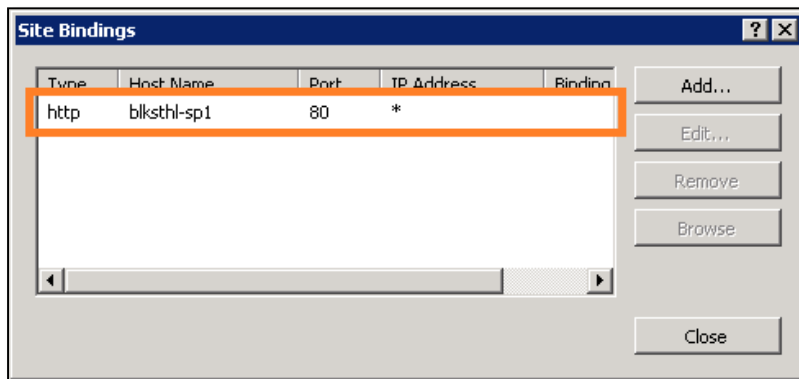 Site Bindings
Type Host Name Port IP Address Binding
http blksthl-sp1 80 *
Add...
Edit...
Remove
Browse
Close